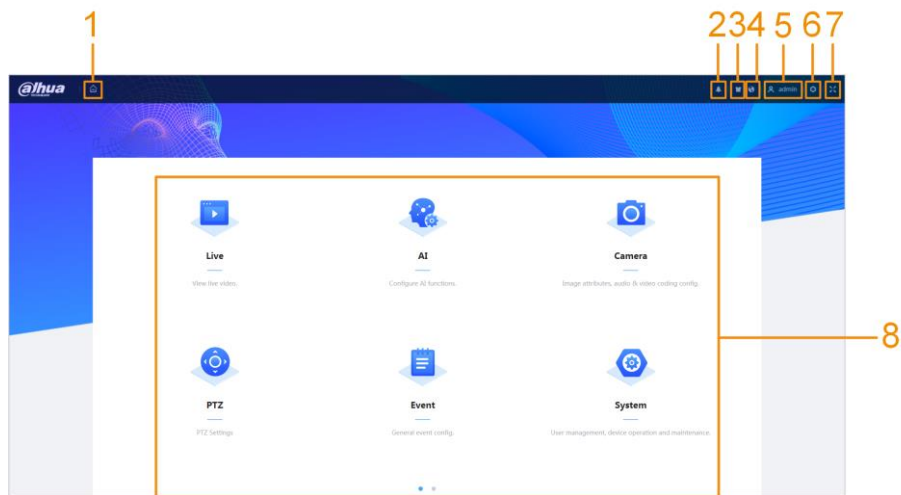 1
2 3 4 5 6 7
alhua
TECHNOLOGY
admin
Live
AI
Camera
View live video.
Configure AI functions.
Image attributes, audio & video coding config.
8
PTZ
Event
System
PTZ Settings
General event config.
User management, device operation and maintenance.